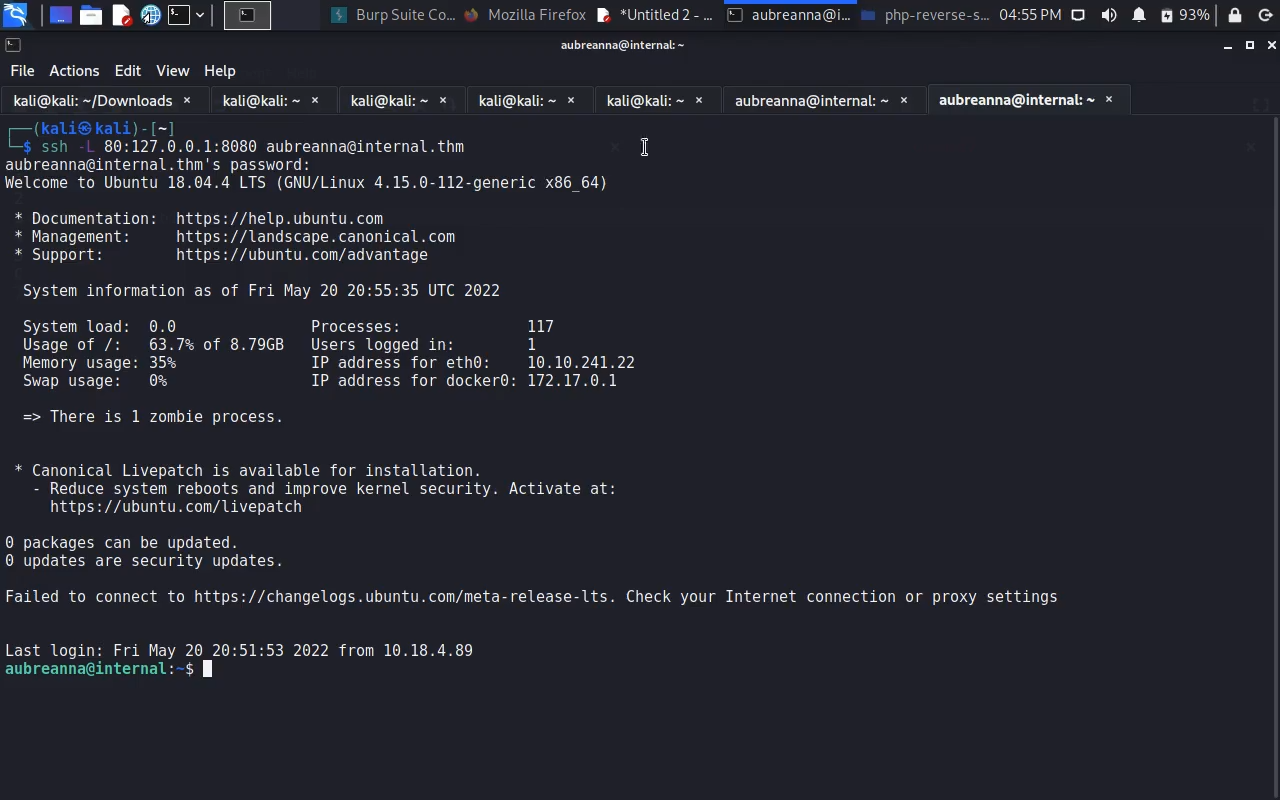 Burp Suite Co...
Mozilla Firefox
*Untitled 2 - ...
aubreanna@i...
php-reverse-s...
04:55 PM
93%
aubreanna@internal: ~
File Actions Edit View Help
kali@kali: ~/Downloads ×
kali@kali: ~ ×
kali@kali: ~ ×
kali@kali: ~ ×
kali@kali: ~ ×
aubreanna@internal: ~ ×
aubreanna@internal: ~ ×
┌──(kali㉿kali)-[~]
└─$ ssh -L 80:127.0.0.1:8080 aubreanna@internal.thm
aubreanna@internal.thm's password:
Welcome to Ubuntu 18.04.4 LTS (GNU/Linux 4.15.0-112-generic x86_64)
* Documentation: https://help.ubuntu.com
* Management: https://landscape.canonical.com
* Support: https://ubuntu.com/advantage
System information as of Fri May 20 20:55:35 UTC 2022
System load: 0.0 Processes: 117
Usage of /: 63.7% of 8.79GB Users logged in: 1
Memory usage: 35% IP address for eth0: 10.10.241.22
Swap usage: 0% IP address for docker0: 172.17.0.1
=> There is 1 zombie process.
* Canonical Livepatch is available for installation.
- Reduce system reboots and improve kernel security. Activate at:
https://ubuntu.com/livepatch
0 packages can be updated.
0 updates are security updates.
Failed to connect to https://changelogs.ubuntu.com/meta-release-lts. Check your Internet connection or proxy settings
Last login: Fri May 20 20:51:53 2022 from 10.18.4.89
aubreanna@internal:~$